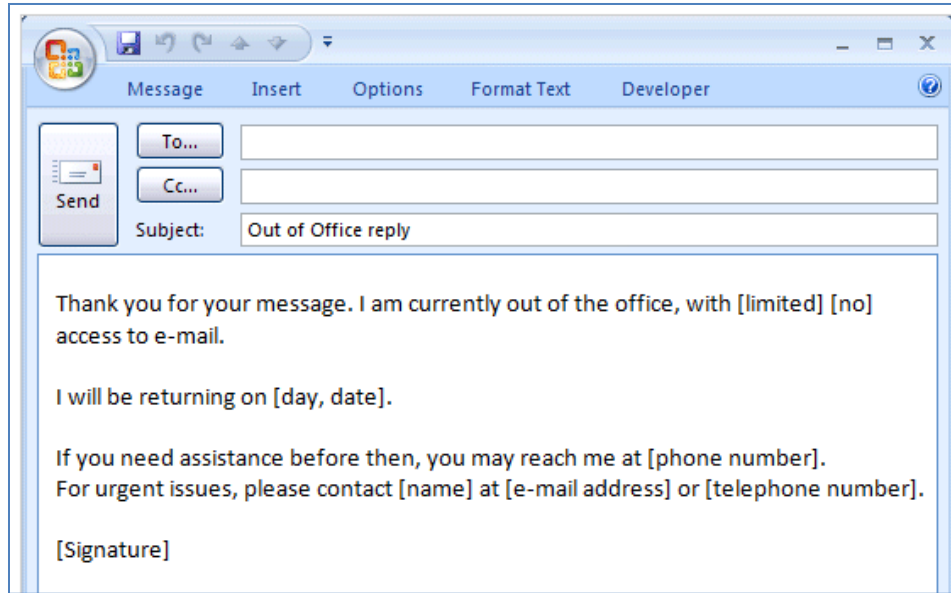 Message Insert Options Format Text Developer
To...
Cc...
Send
Subject: Out of Office reply
Thank you for your message. I am currently out of the office, with [limited] [no]
access to e-mail.
I will be returning on [day, date].
If you need assistance before then, you may reach me at [phone number].
For urgent issues, please contact [name] at [e-mail address] or [telephone number].
[Signature]